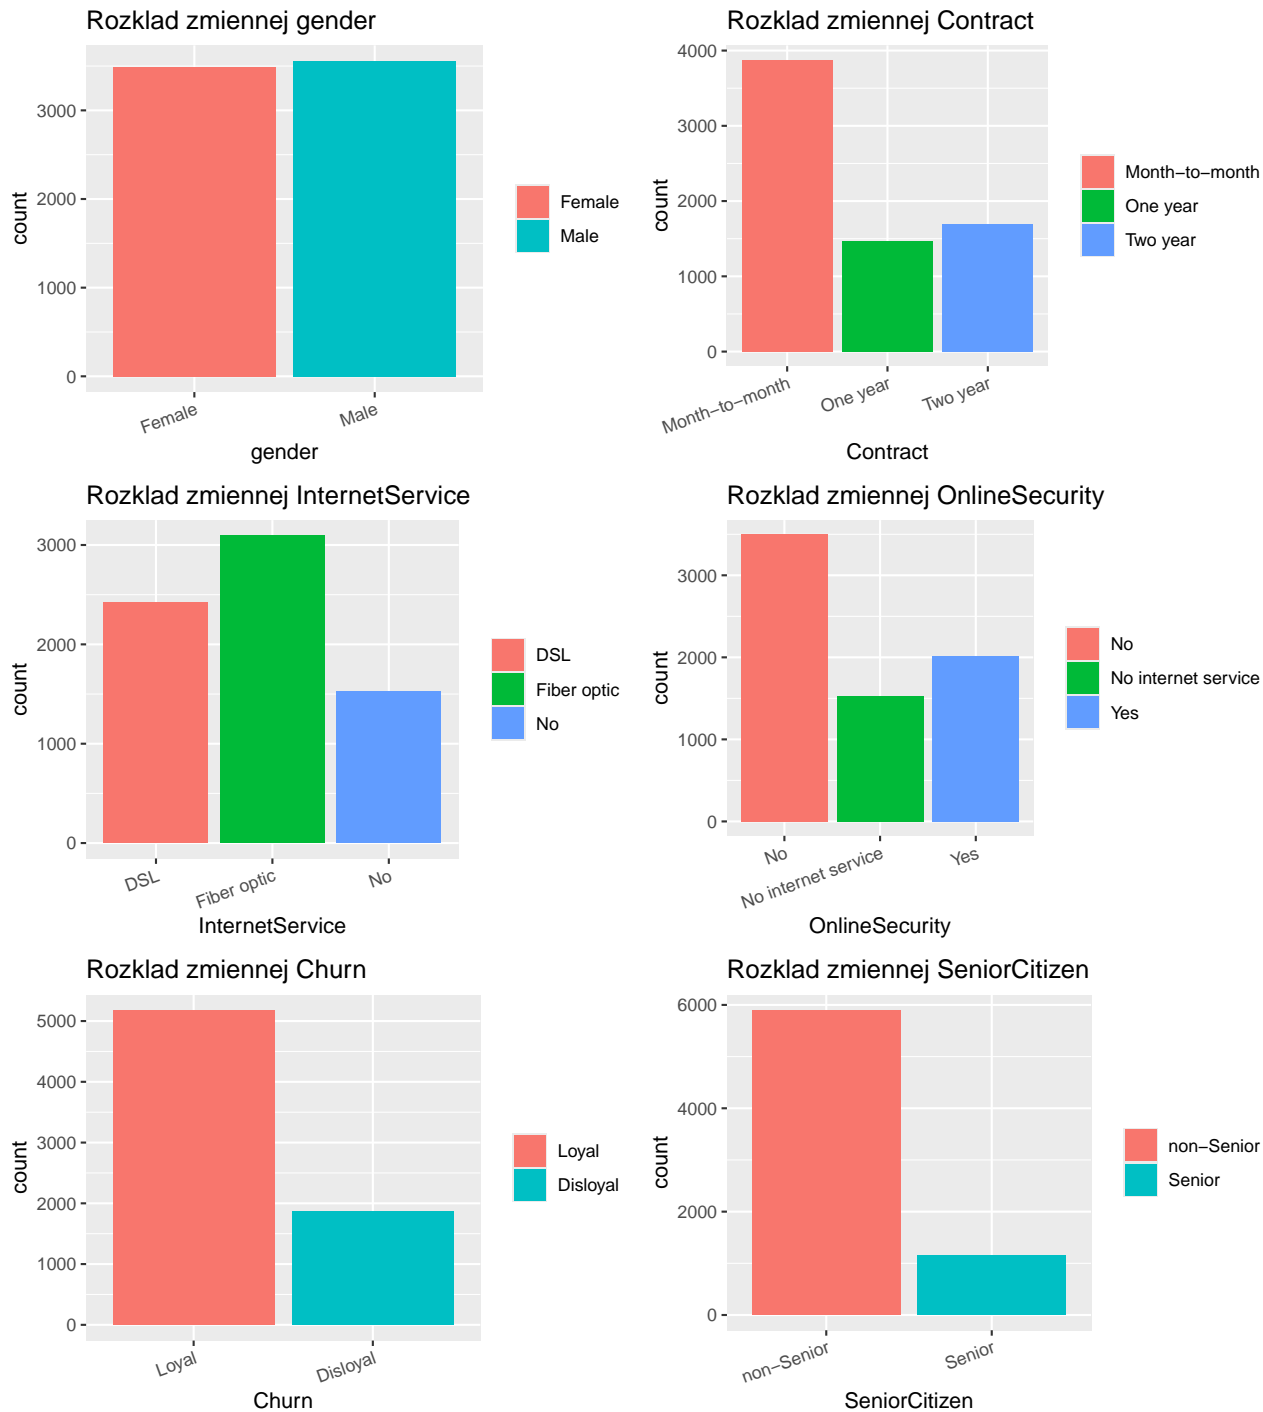 Rozklad zmiennej gender
count
3000
2000
1000
0
Female
Male
gender
Female
Male
Rozklad zmiennej Contract
count
4000
3000
2000
1000
0
Month−to−month
One year
Two year
Contract
Month−to−month
One year
Two year
Rozklad zmiennej InternetService
count
3000
2000
1000
0
DSL
Fiber optic
No
InternetService
DSL
Fiber optic
No
Rozklad zmiennej OnlineSecurity
count
3000
2000
1000
0
No
No internet service
Yes
OnlineSecurity
No
No internet service
Yes
Rozklad zmiennej Churn
count
5000
4000
3000
2000
1000
0
Loyal
Disloyal
Churn
Loyal
Disloyal
Rozklad zmiennej SeniorCitizen
count
6000
4000
2000
0
non−Senior
Senior
SeniorCitizen
non−Senior
Senior